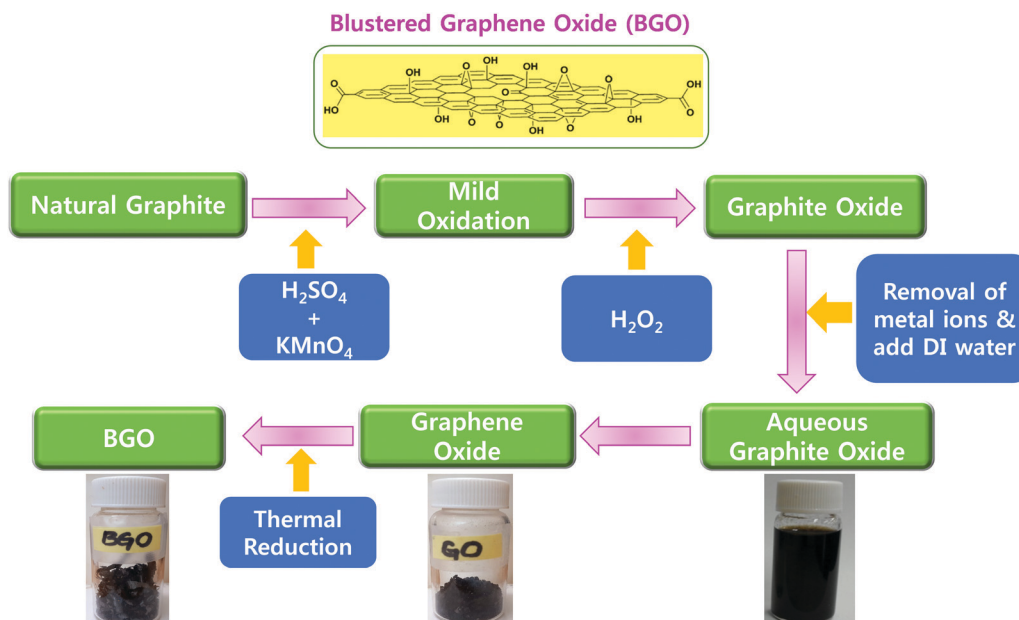 Blustered Graphene Oxide (BGO)
OH
O
OH
OH
O
O
O
OH
O
HO
OH
O
O
OH
O
OH
O
Natural Graphite
Mild
Oxidation
Graphite Oxide
H₂SO₄
+
KMnO₄
H₂O₂
Removal of
metal ions &
add DI water
BGO
Graphene
Oxide
Aqueous
Graphite Oxide
Thermal
Reduction
BGO
GO